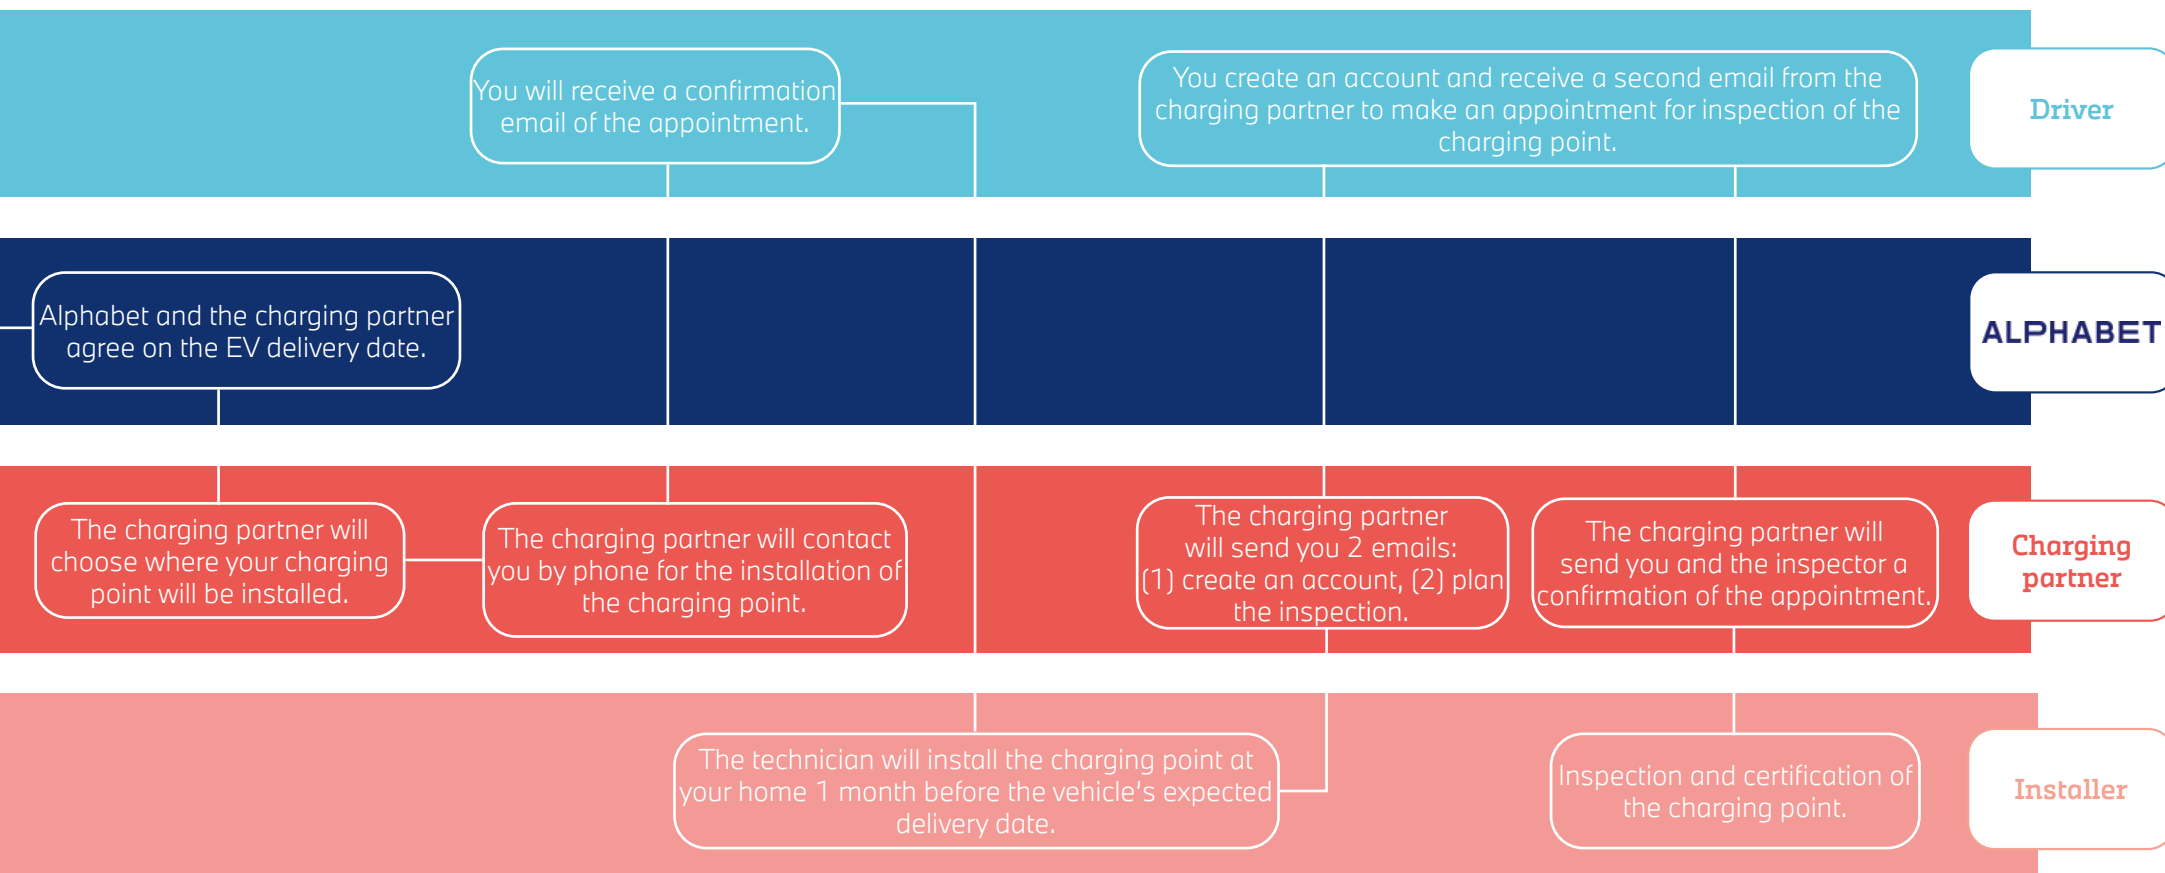 You will receive a confirmation
email of the appointment.
You create an account and receive a second email from the
charging partner to make an appointment for inspection of the
charging point.
Driver
Alphabet and the charging partner
agree on the EV delivery date.
ALPHABET
The charging partner will
choose where your charging
point will be installed.
The charging partner will contact
you by phone for the installation of
the charging point.
The charging partner
will send you 2 emails:
(1) create an account, (2) plan
the inspection.
The charging partner will
send you and the inspector a
confirmation of the appointment.
Charging
partner
The technician will install the charging point at
your home 1 month before the vehicle's expected
delivery date.
Inspection and certification of
the charging point.
Installer